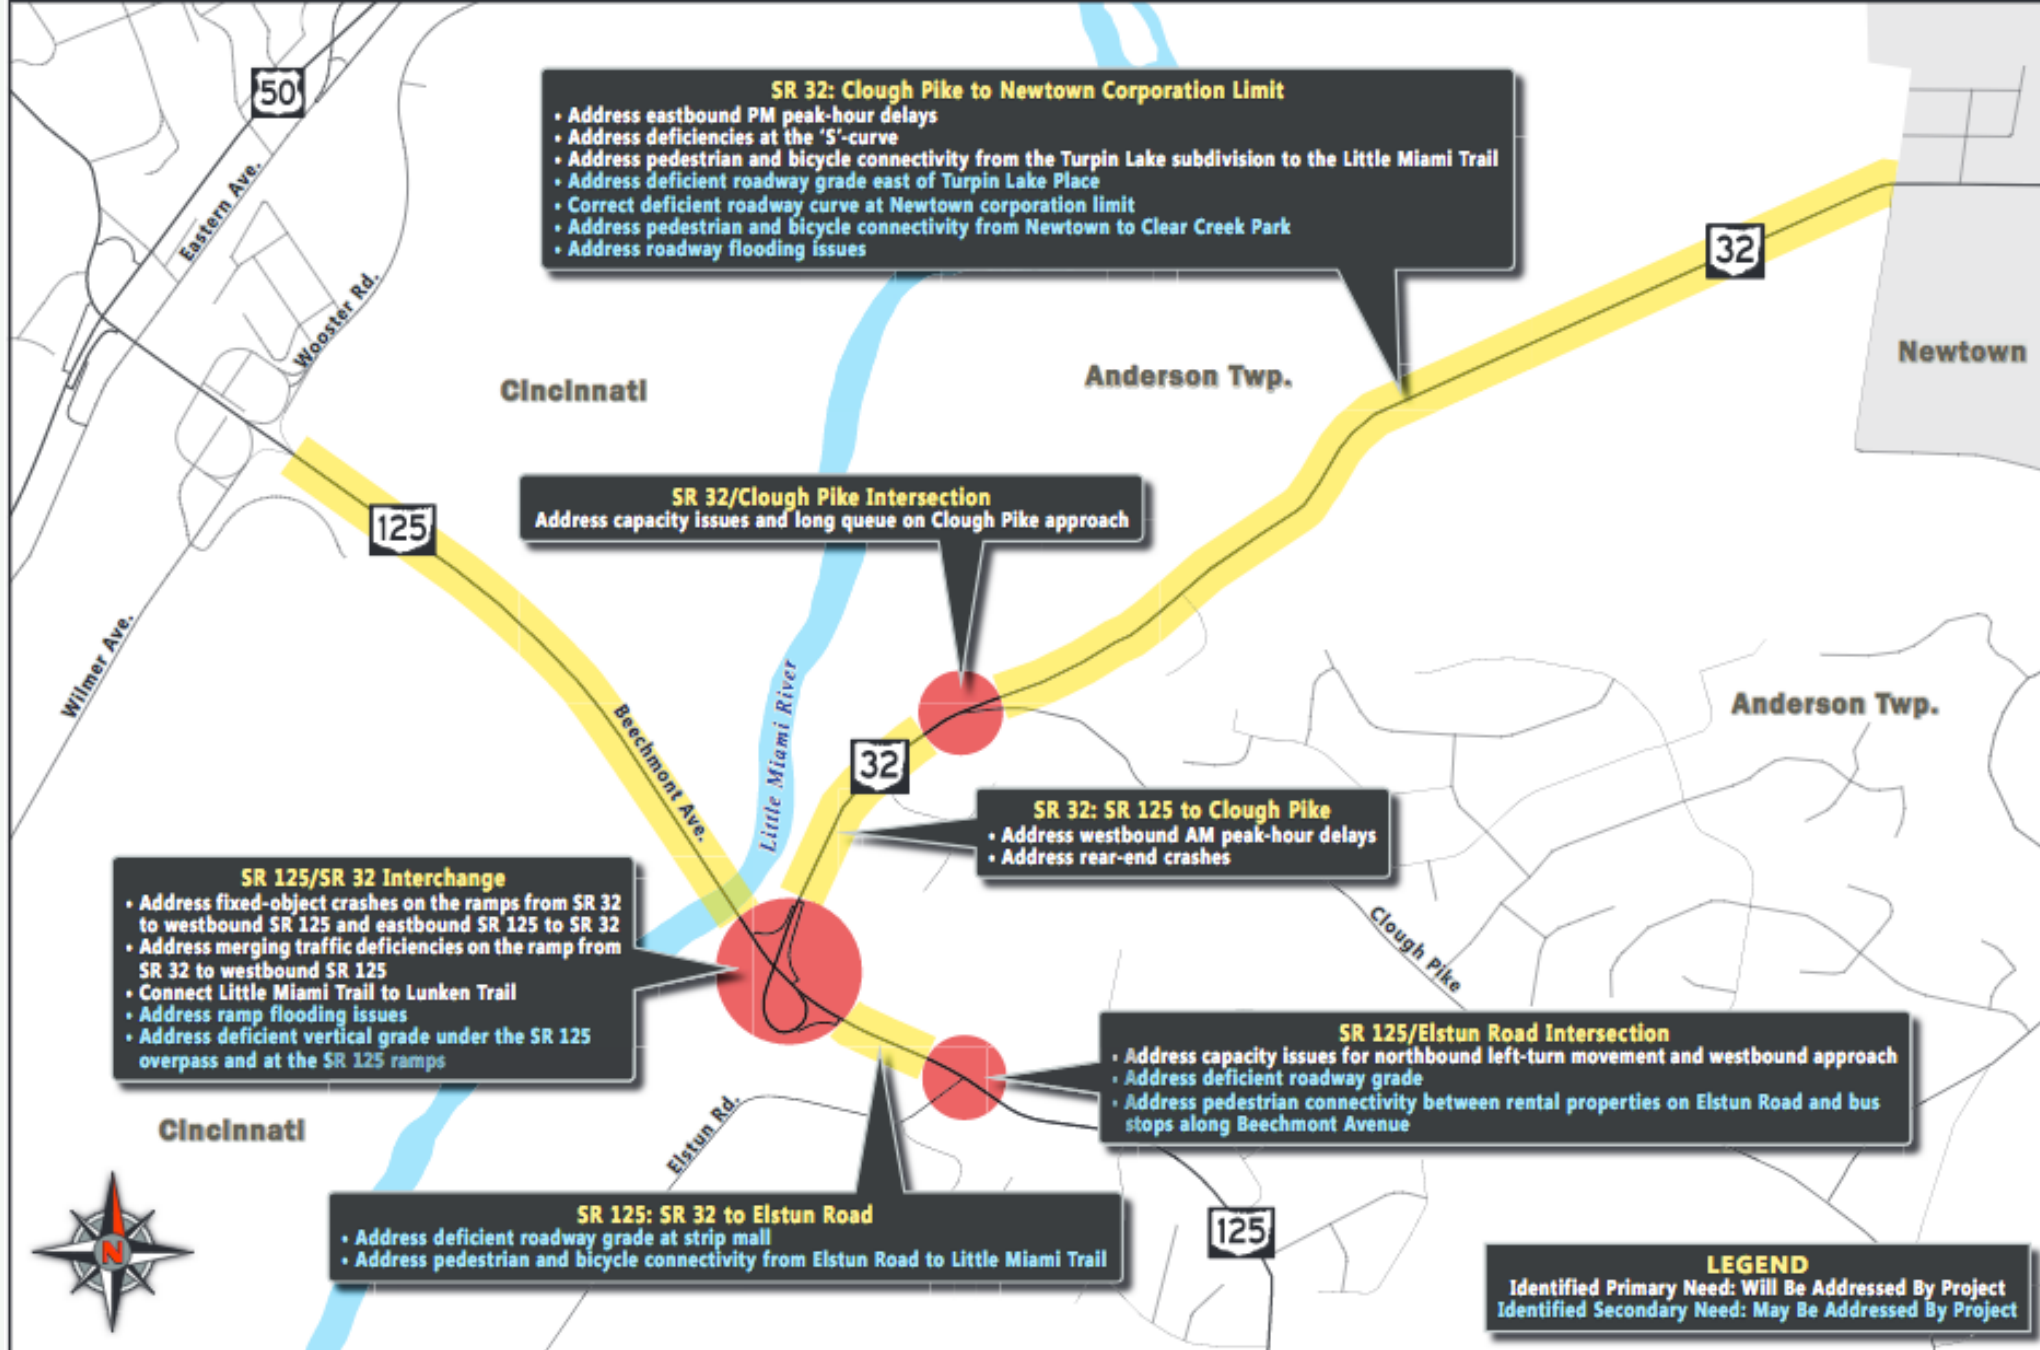 50
SR 32: Clough Pike to Newtown Corporation Limit
• Address eastbound PM peak-hour delays
• Address deficiencies at the 'S'-curve
• Address pedestrian and bicycle connectivity from the Turpin Lake subdivision to the Little Miami Trail
• Address deficient roadway grade east of Turpin Lake Place
• Correct deficient roadway curve at Newtown corporation limit
• Address pedestrian and bicycle connectivity from Newtown to Clear Creek Park
• Address roadway flooding issues
Eastern Ave.
Wooster Rd.
32
Newtown
Cincinnati
Anderson Twp.
125
SR 32/Clough Pike Intersection
Address capacity issues and long queue on Clough Pike approach
Wilmer Ave.
Beechmont Ave.
Little Miami River
Anderson Twp.
32
SR 32: SR 125 to Clough Pike
• Address westbound AM peak-hour delays
• Address rear-end crashes
SR 125/SR 32 Interchange
• Address fixed-object crashes on the ramps from SR 32
to westbound SR 125 and eastbound SR 125 to SR 32
• Address merging traffic deficiencies on the ramp from
SR 32 to westbound SR 125
• Connect Little Miami Trail to Lunken Trail
• Address ramp flooding issues
• Address deficient vertical grade under the SR 125
overpass and at the SR 125 ramps
Clough Pike
SR 125/Elstun Road Intersection
• Address capacity issues for northbound left-turn movement and westbound approach
• Address deficient roadway grade
• Address pedestrian connectivity between rental properties on Elstun Road and bus
stops along Beechmont Avenue
Cincinnati
Elstun Rd.
N
SR 125: SR 32 to Elstun Road
• Address deficient roadway grade at strip mall
• Address pedestrian and bicycle connectivity from Elstun Road to Little Miami Trail
125
LEGEND
Identified Primary Need: Will Be Addressed By Project
Identified Secondary Need: May Be Addressed By Project